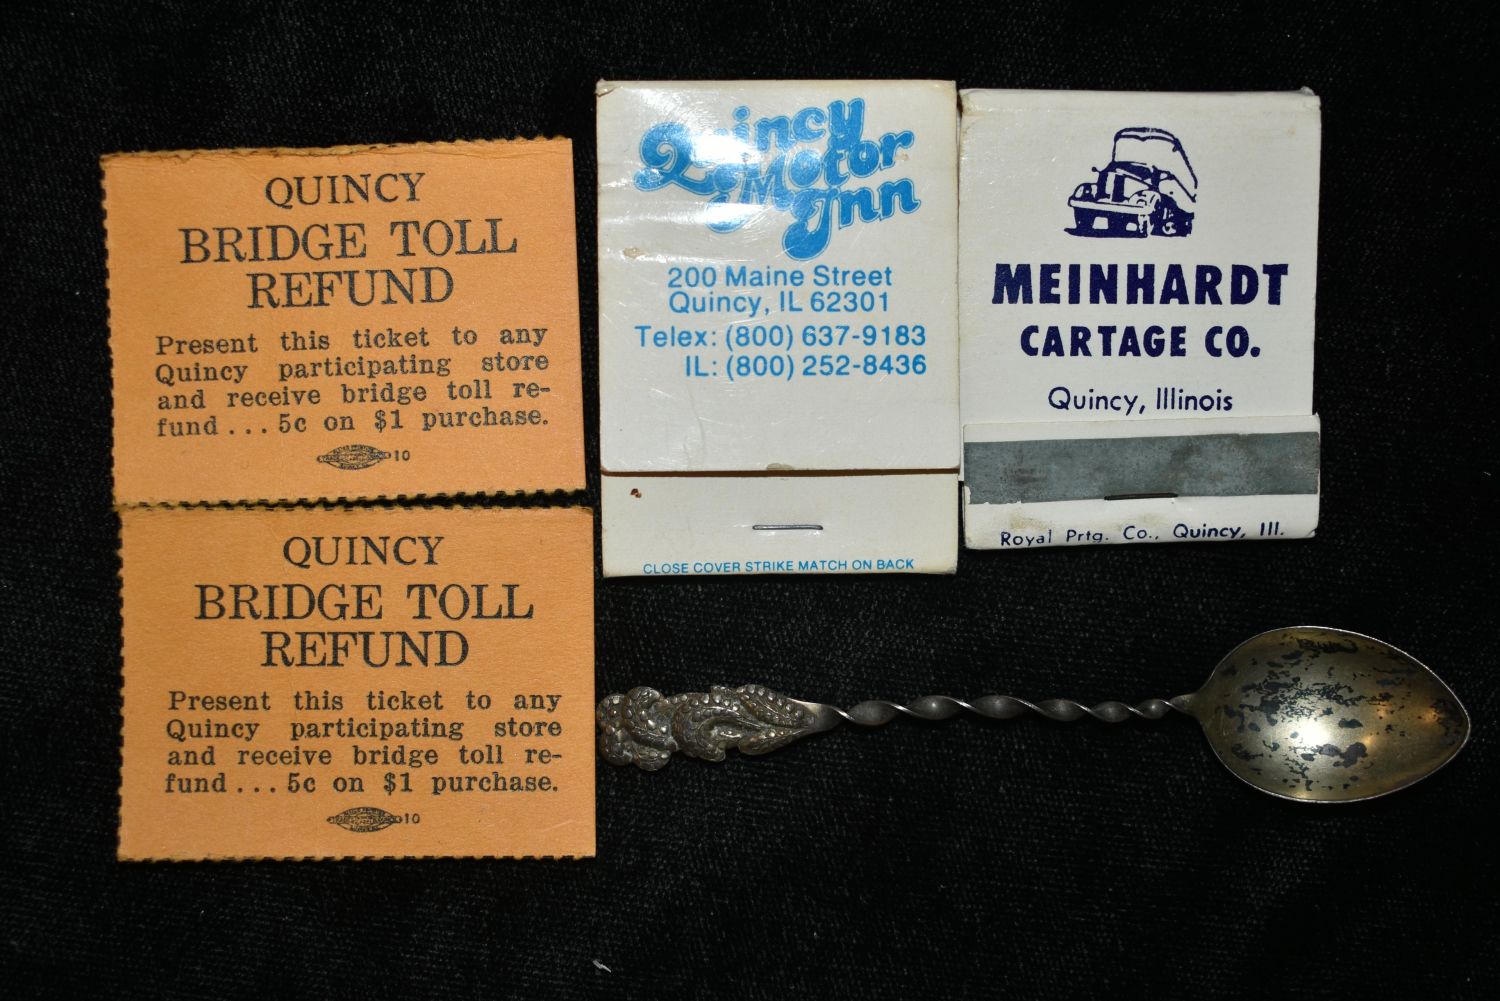 QUINCY
BRIDGE TOLL
REFUND
Present this ticket to any
Quincy participating store
and receive bridge toll re-
fund ... 5c on $1 purchase.
10
QUINCY
BRIDGE TOLL
REFUND
Present this ticket to any
Quincy participating store
and receive bridge toll re-
fund ... 5c on $1 purchase.
10
Quincy
Motor
Inn
200 Maine Street
Quincy, IL 62301
Telex: (800) 637-9183
IL: (800) 252-8436
CLOSE COVER STRIKE MATCH ON BACK
MEINHARDT
CARTAGE CO.
Quincy, Illinois
Royal Prtg. Co., Quincy, Ill.